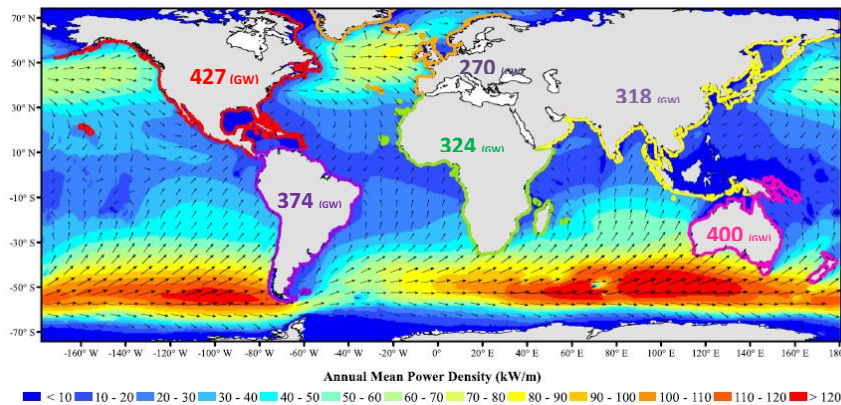 70° N
427 (GW)
270 (GW)
50° N
318 (GW)
30° N
324 (GW)
10° N
374 (GW)
-10° S
400 (GW)
-30° S
-50° S
-70° S
-160° W -140° W -120° W -100° W -80° W -60° W -40° W -20° W 0° 20° E 40° E 60° E 80° E 100° E 120° E 140° E 160° E 180
Annual Mean Power Density (kW/m)
< 10 10 - 20 20 - 30 30 - 40 40 - 50 50 - 60 60 - 70 70 - 80 80 - 90 90 - 100 100 - 110 110 - 120 > 120